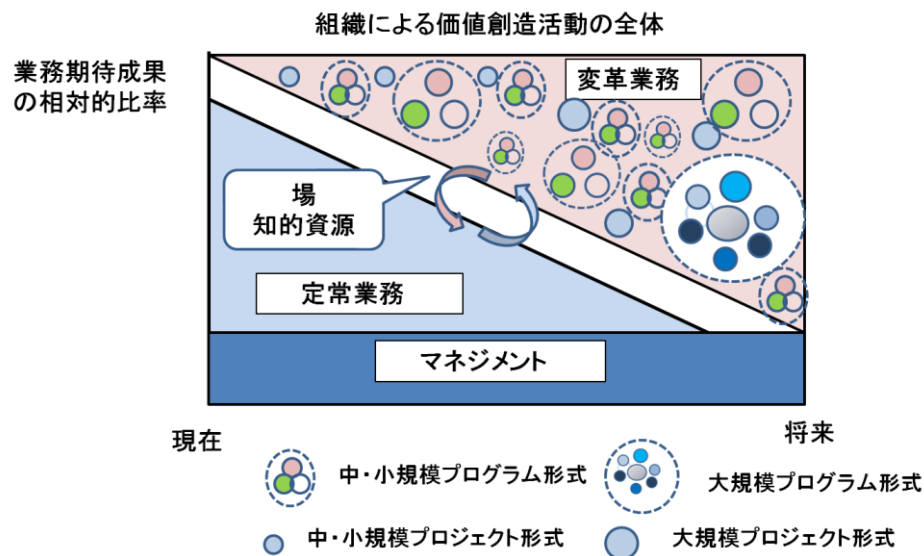 組織による価値創造活動の全体
業務期待成果
の相対的比率
変革業務
場
知的資源
定常業務
マネジメント
現在
将来
中・小規模プログラム形式
大規模プログラム形式
中・小規模プロジェクト形式
大規模プロジェクト形式